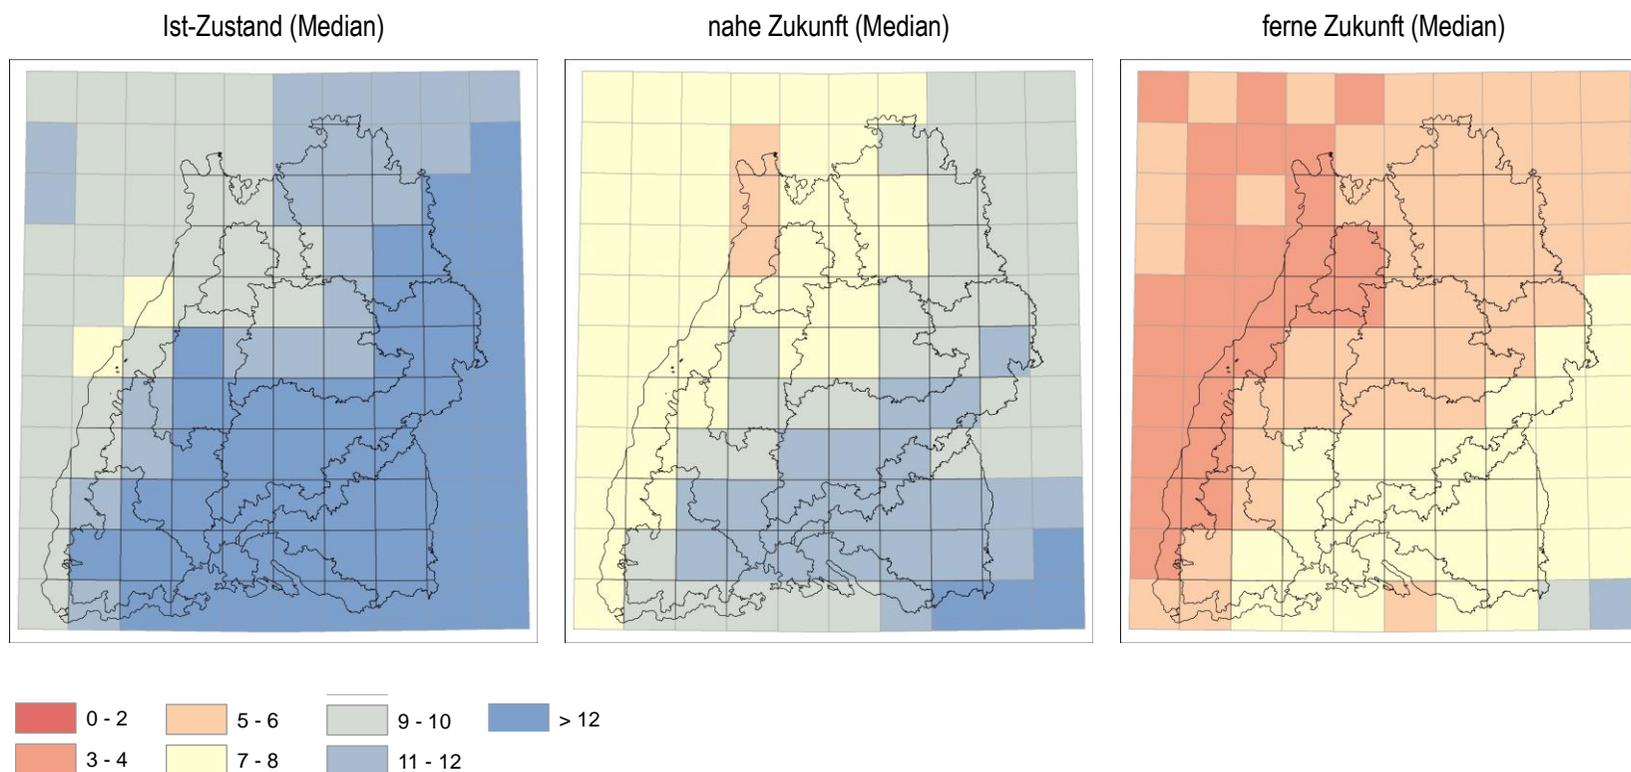 Ist-Zustand (Median) nahe Zukunft (Median) ferne Zukunft (Median)
0 - 2 5 - 6 9 - 10 > 12
3 - 4 7 - 8 11 - 12